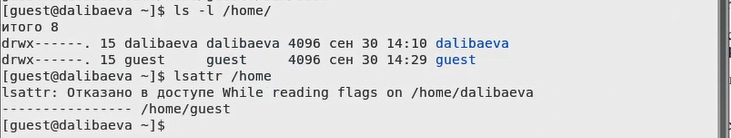 [guest@dalibaeva ~]$ ls -l /home/
итого 8
drwx------. 15 dalibaeva dalibaeva 4096 сен 30 14:10 dalibaeva
drwx------. 15 guest     guest     4096 сен 30 14:29 guest
[guest@dalibaeva ~]$ lsattr /home
lsattr: Отказано в доступе While reading flags on /home/dalibaeva
---------------- /home/guest
[guest@dalibaeva ~]$